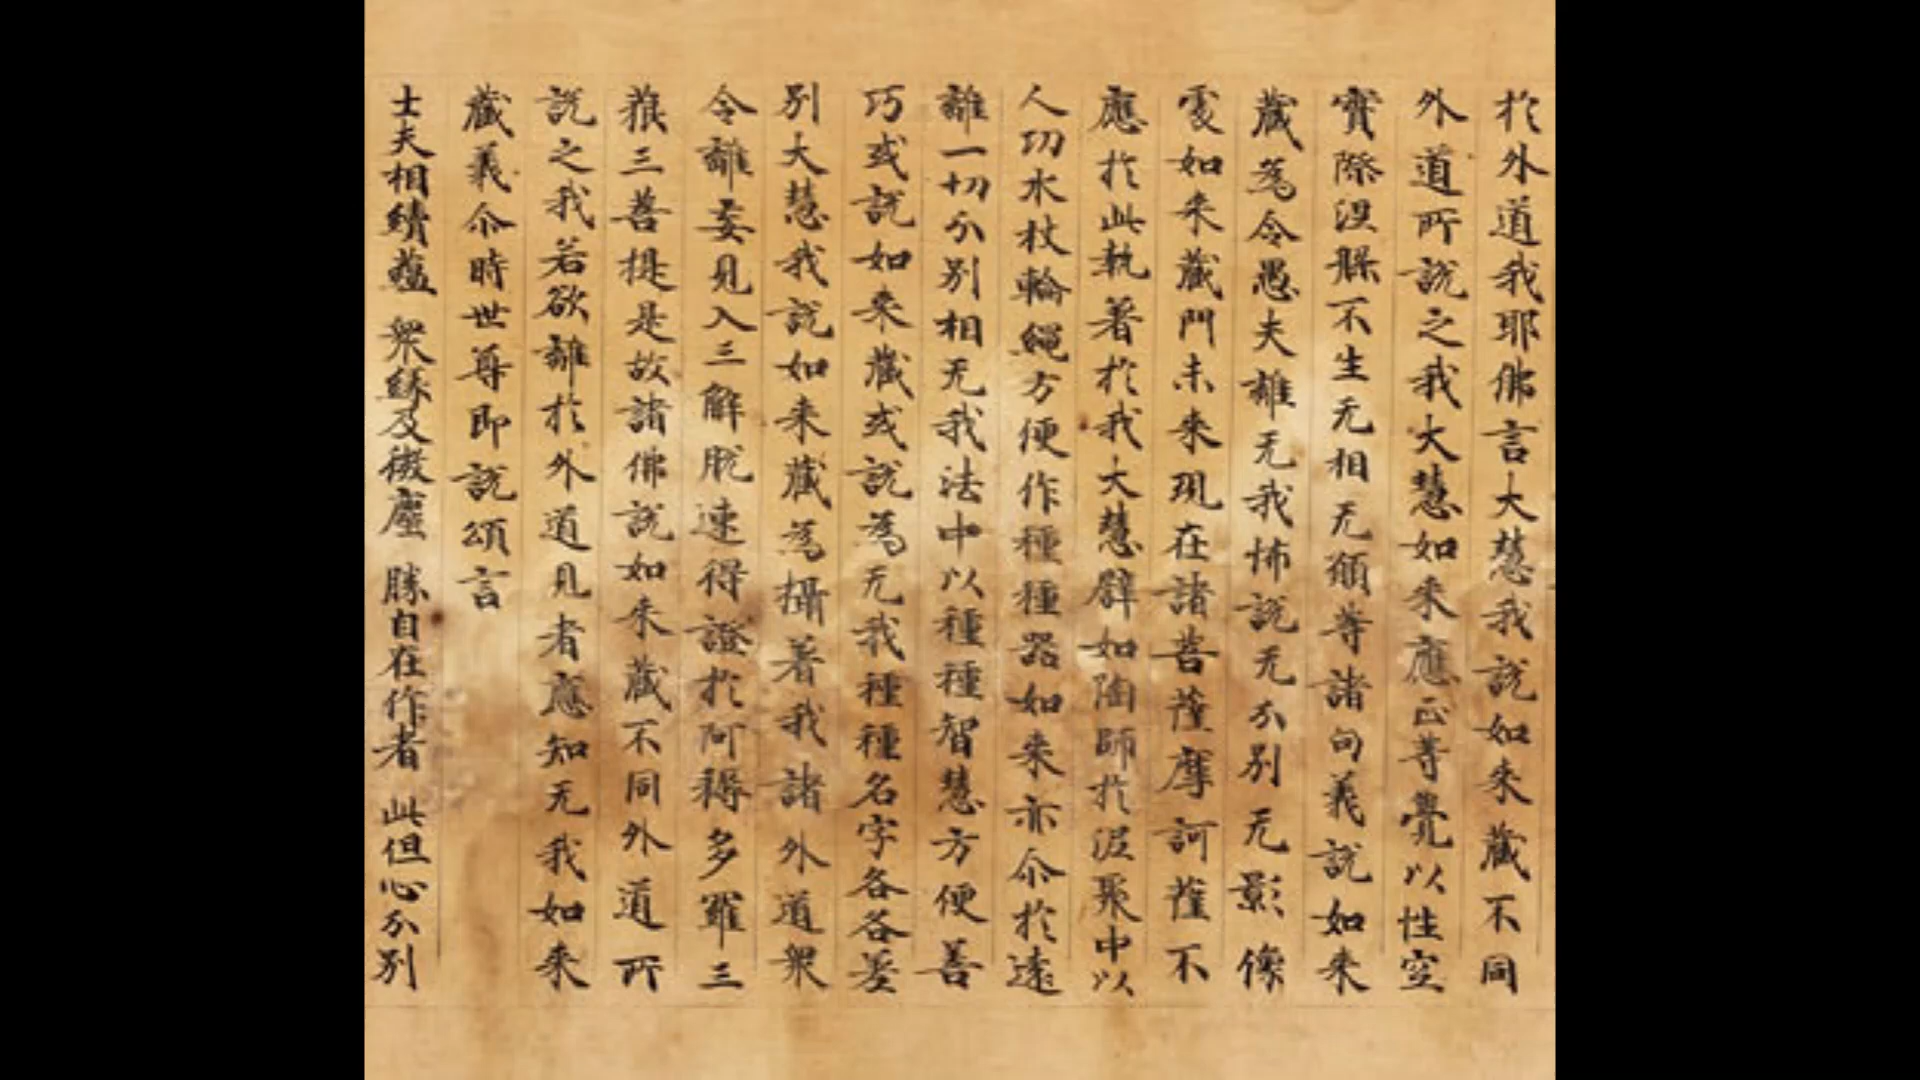 於外道我耶佛言大慧我說如来藏不同
外道所說之我大慧如来應正等覺以性空
實際涅槃不生无相无願等諸句義說如来
藏為令愚夫離无我怖說无分別无影像
處如来藏門未来現在諸菩薩摩訶薩不
應於此執著於我大慧譬如陶師於泥聚中以
人功水杖輪繩方便作種種器如来亦尒於遠
離一切分別相无我法中以種種智慧方便善
巧或說如来藏或說為无我種種名字各各差
別大慧我說如来藏為攝著我諸外道衆
令離妄見入三解脫速得證於阿耨多羅三
藐三菩提是故諸佛說如来藏不同外道所
說之我若欲離於外道見者應知无我如来
藏義尒時世尊即說頌言
士夫相續蘊 衆緣及微塵 勝自在作者 此但心分別